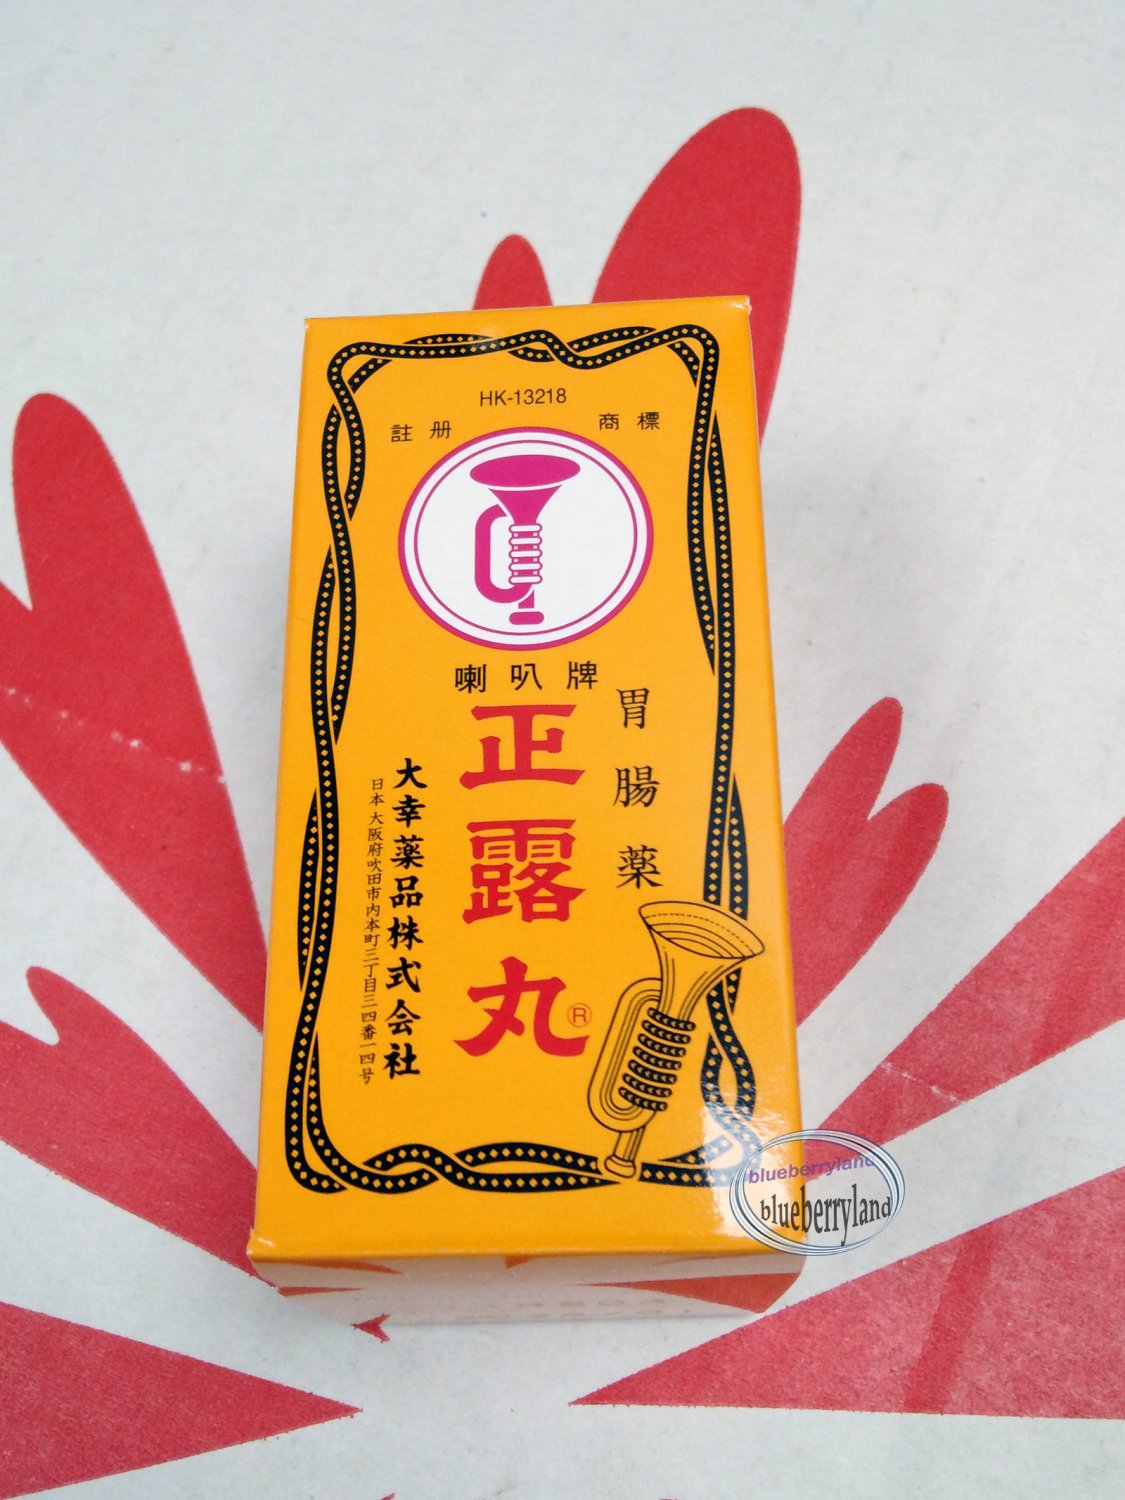 HK-13218
註册 商標
喇叭牌
胃腸薬
正露丸®
大幸薬品株式会社
日本大阪府吹田市内本町三丁目三四番一四号
blueberryland
blueberryland